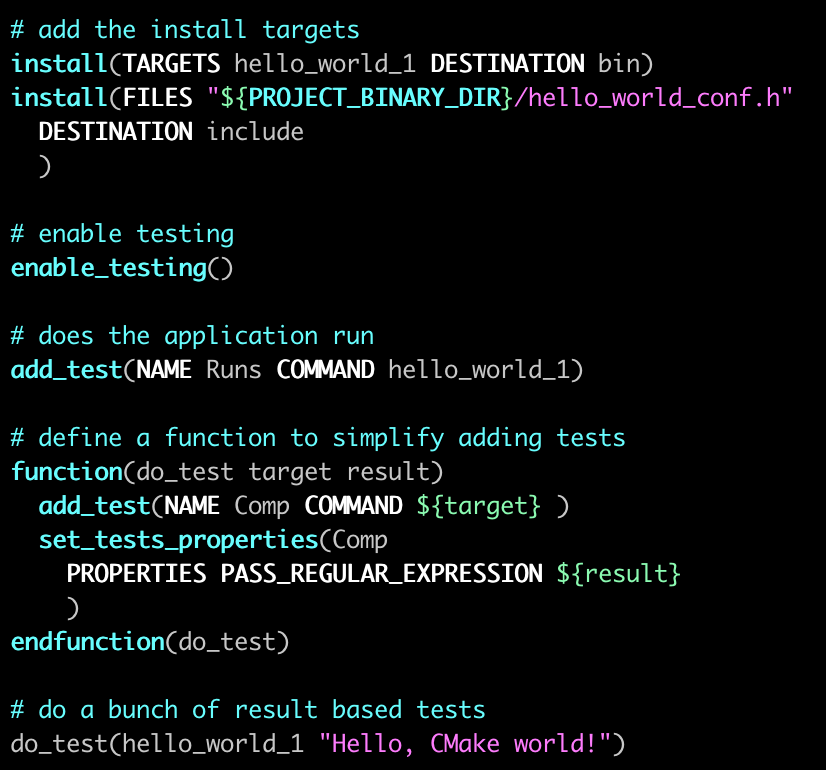 # add the install targets
install(TARGETS hello_world_1 DESTINATION bin)
install(FILES "${PROJECT_BINARY_DIR}/hello_world_conf.h"
  DESTINATION include
  )

# enable testing
enable_testing()

# does the application run
add_test(NAME Runs COMMAND hello_world_1)

# define a function to simplify adding tests
function(do_test target result)
  add_test(NAME Comp COMMAND ${target} )
  set_tests_properties(Comp
    PROPERTIES PASS_REGULAR_EXPRESSION ${result}
    )
endfunction(do_test)

# do a bunch of result based tests
do_test(hello_world_1 "Hello, CMake world!")